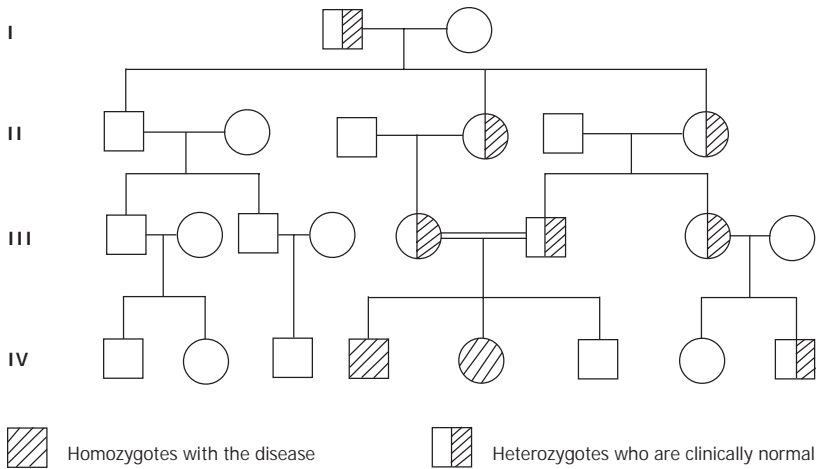 I
II
III
IV
Homozygotes with the disease
Heterozygotes who are clinically normal